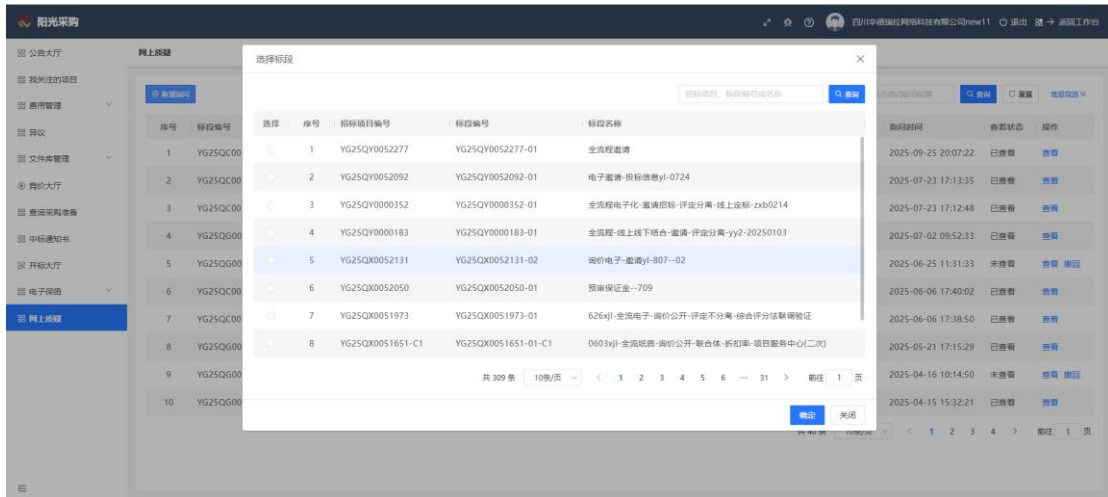 阳光采购
四川辛德瑞拉网络科技有限公司new11 退出 返回工作台
公告大厅
我关注的项目
费用管理
异议
文件库管理
竞价大厅
查询采购准备
中标通知书
开标大厅
电子保函
网上质疑
网上质疑
新增询问
查询 重置 高级筛选
序号 标段编号 询问时间 查看状态 操作
1 YG25QC00 2025-09-25 20:07:22 已查看 查看
2 YG25QC00 2025-07-23 17:13:35 已查看 查看
3 YG25QC00 2025-07-23 17:12:48 已查看 查看
4 YG25QG00 2025-07-02 09:52:33 已查看 查看
5 YG25QG00 2025-06-25 11:31:33 未查看 查看 撤回
6 YG25QC00 2025-06-06 17:40:02 已查看 查看
7 YG25QC00 2025-06-06 17:38:50 已查看 查看
8 YG25QG00 2025-05-21 17:15:29 已查看 查看
9 YG25QG00 2025-04-16 10:14:50 未查看 查看 撤回
10 YG25QG00 2025-04-15 15:32:21 已查看 查看
共 40 条 10条/页 1 2 3 4 前往 1 页
选择标段
招标项目、标段编号或名称 查询
选择 序号 招标项目编号 标段编号 标段名称
1 YG25QY0052277 YG25QY0052277-01 全流程邀请
2 YG25QY0052092 YG25QY0052092-01 电子邀请-投标信息yl-0724
3 YG25QY0000352 YG25QY0000352-01 全流程电子化-邀请招标-评定分离-线上定标-zxb0214
4 YG25QY0000183 YG25QY0000183-01 全流程-线上线下结合-邀请-评定分离-yy2-20250103
5 YG25QX0052131 YG25QX0052131-02 询价电子-邀请yl-807--02
6 YG25QX0052050 YG25QX0052050-01 预审保证金--709
7 YG25QX0051973 YG25QX0051973-01 626xjl-全流电子-询价公开-评定不分离-综合评分法联调验证
8 YG25QX0051651-C1 YG25QX0051651-01-C1 0603xjl-全流纸质-询价公开-联合体-折扣率-项目服务中心(二次)
共 309 条 10条/页 1 2 3 4 5 6 ··· 31 前往 1 页
确定 关闭